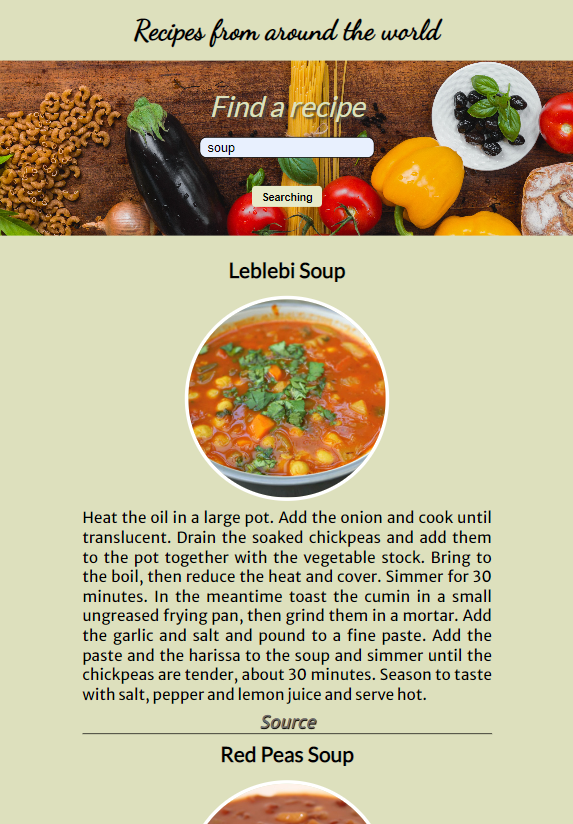 Recipes from around the world
Find a recipe
soup
Searching
Leblebi Soup
Heat the oil in a large pot. Add the onion and cook until
translucent. Drain the soaked chickpeas and add them
to the pot together with the vegetable stock. Bring to
the boil, then reduce the heat and cover. Simmer for 30
minutes. In the meantime toast the cumin in a small
ungreased frying pan, then grind them in a mortar. Add
the garlic and salt and pound to a fine paste. Add the
paste and the harissa to the soup and simmer until the
chickpeas are tender, about 30 minutes. Season to taste
with salt, pepper and lemon juice and serve hot.
Source
Red Peas Soup